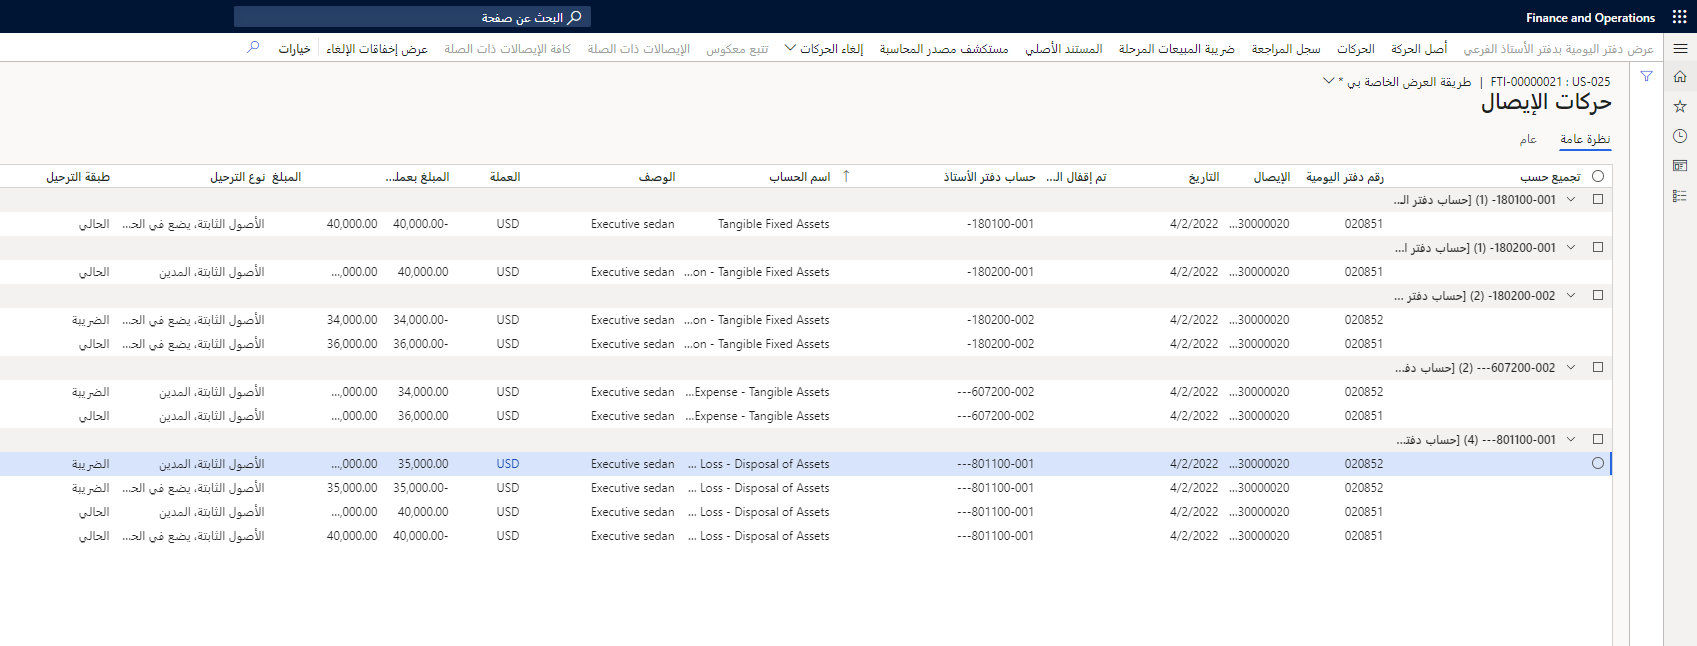 Finance and Operations
البحث عن صفحة
عرض دفتر اليومية بدفتر الأستاذ الفرعي أصل الحركة الحركات سجل المراجعة ضريبة المبيعات المرحلة المستند الأصلي مستكشف مصدر المحاسبة إلغاء الحركات تتبع معكوس الإيصالات ذات الصلة كافة الإيصالات ذات الصلة عرض إخفاقات الإلغاء خيارات
FTI-00000021 : US-025 | طريقة العرض الخاصة بي *
حركات الإيصال
نظرة عامة عام
تجميع حسب رقم دفتر اليومية الإيصال التاريخ تم إقفال الـ... حساب دفتر الأستاذ اسم الحساب الوصف العملة المبلغ بعملـ... المبلغ نوع الترحيل طبقة الترحيل
180100-001- (1) [حساب دفتر الـ...
020851 30000020... 4/2/2022 180100-001- Tangible Fixed Assets Executive sedan USD 40,000.00- 40,000.00 الأصول الثابتة، يضع في الحـ... الحالي
180200-001- (1) [حساب دفتر ا...
020851 30000020... 4/2/2022 180200-001- ...on - Tangible Fixed Assets Executive sedan USD 40,000.00 ...,000.00 الأصول الثابتة، المدين الحالي
180200-002- (2) [حساب دفتر ...
020852 30000020... 4/2/2022 180200-002- ...on - Tangible Fixed Assets Executive sedan USD 34,000.00- 34,000.00 الأصول الثابتة، يضع في الحـ... الضريبة
020851 30000020... 4/2/2022 180200-002- ...on - Tangible Fixed Assets Executive sedan USD 36,000.00- 36,000.00 الأصول الثابتة، يضع في الحـ... الحالي
607200-002--- (2) [حساب دفـ...
020852 30000020... 4/2/2022 607200-002--- ...Expense - Tangible Assets Executive sedan USD 34,000.00 ...,000.00 الأصول الثابتة، المدين الضريبة
020851 30000020... 4/2/2022 607200-002--- ...Expense - Tangible Assets Executive sedan USD 36,000.00 ...,000.00 الأصول الثابتة، المدين الحالي
801100-001--- (4) [حساب دفتـ...
020852 30000020... 4/2/2022 801100-001--- ... Loss - Disposal of Assets Executive sedan USD 35,000.00 ...,000.00 الأصول الثابتة، المدين الضريبة
020852 30000020... 4/2/2022 801100-001--- ... Loss - Disposal of Assets Executive sedan USD 35,000.00- 35,000.00 الأصول الثابتة، يضع في الحـ... الضريبة
020851 30000020... 4/2/2022 801100-001--- ... Loss - Disposal of Assets Executive sedan USD 40,000.00 ...,000.00 الأصول الثابتة، المدين الحالي
020851 30000020... 4/2/2022 801100-001--- ... Loss - Disposal of Assets Executive sedan USD 40,000.00- 40,000.00 الأصول الثابتة، يضع في الحـ... الحالي